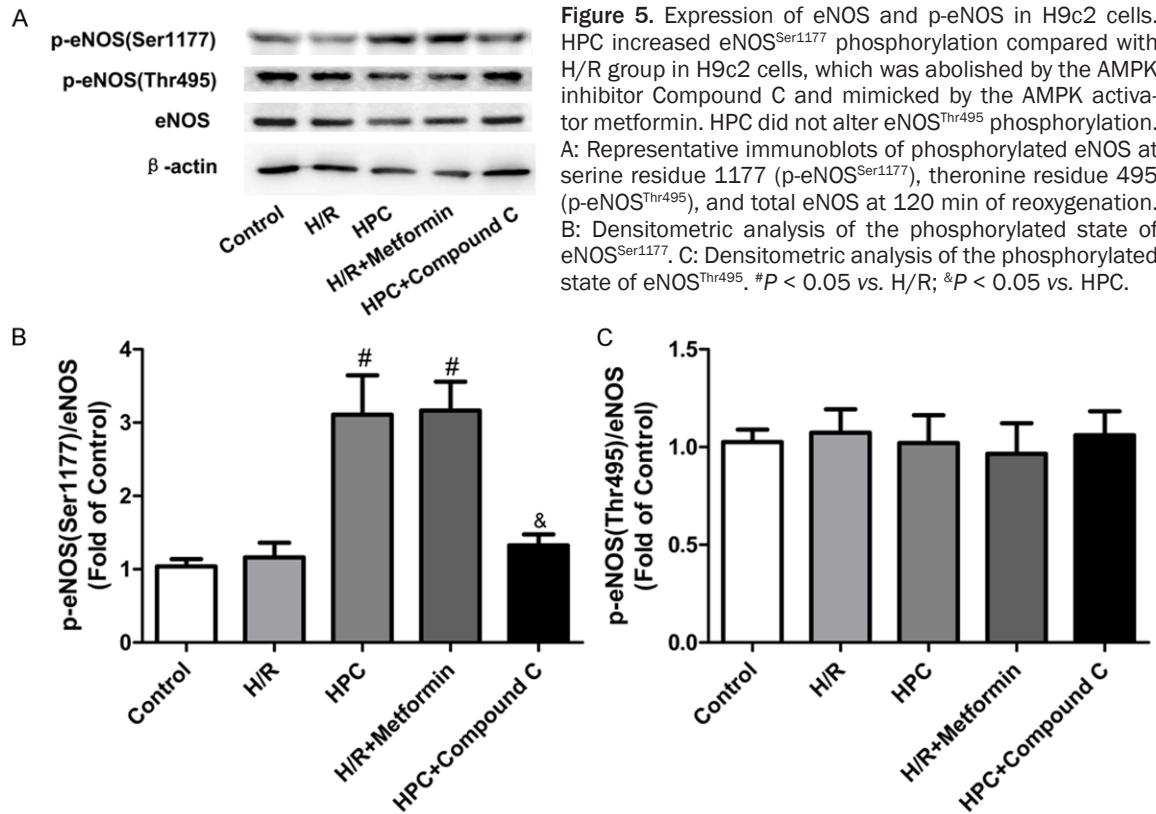 A
p-eNOS(Ser1177)
p-eNOS(Thr495)
eNOS
β-actin
Control
H/R
HPC
H/R+Metformin
HPC+Compound C
Figure 5. Expression of eNOS and p-eNOS in H9c2 cells.
HPC increased eNOSSer1177 phosphorylation compared with
H/R group in H9c2 cells, which was abolished by the AMPK
inhibitor Compound C and mimicked by the AMPK activa-
tor metformin. HPC did not alter eNOSThr495 phosphorylation.
A: Representative immunoblots of phosphorylated eNOS at
serine residue 1177 (p-eNOSSer1177), theronine residue 495
(p-eNOSThr495), and total eNOS at 120 min of reoxygenation.
B: Densitometric analysis of the phosphorylated state of
eNOSSer1177. C: Densitometric analysis of the phosphorylated
state of eNOSThr495. #P < 0.05 vs. H/R; &P < 0.05 vs. HPC.
B
p-eNOS(Ser1177)/eNOS
(Fold of Control)
4
3
2
1
0
#
#
&
Control
H/R
HPC
H/R+Metformin
HPC+Compound C
C
p-eNOS(Thr495)/eNOS
(Fold of Control)
1.5
1.0
0.5
0.0
Control
H/R
HPC
H/R+Metformin
HPC+Compound C